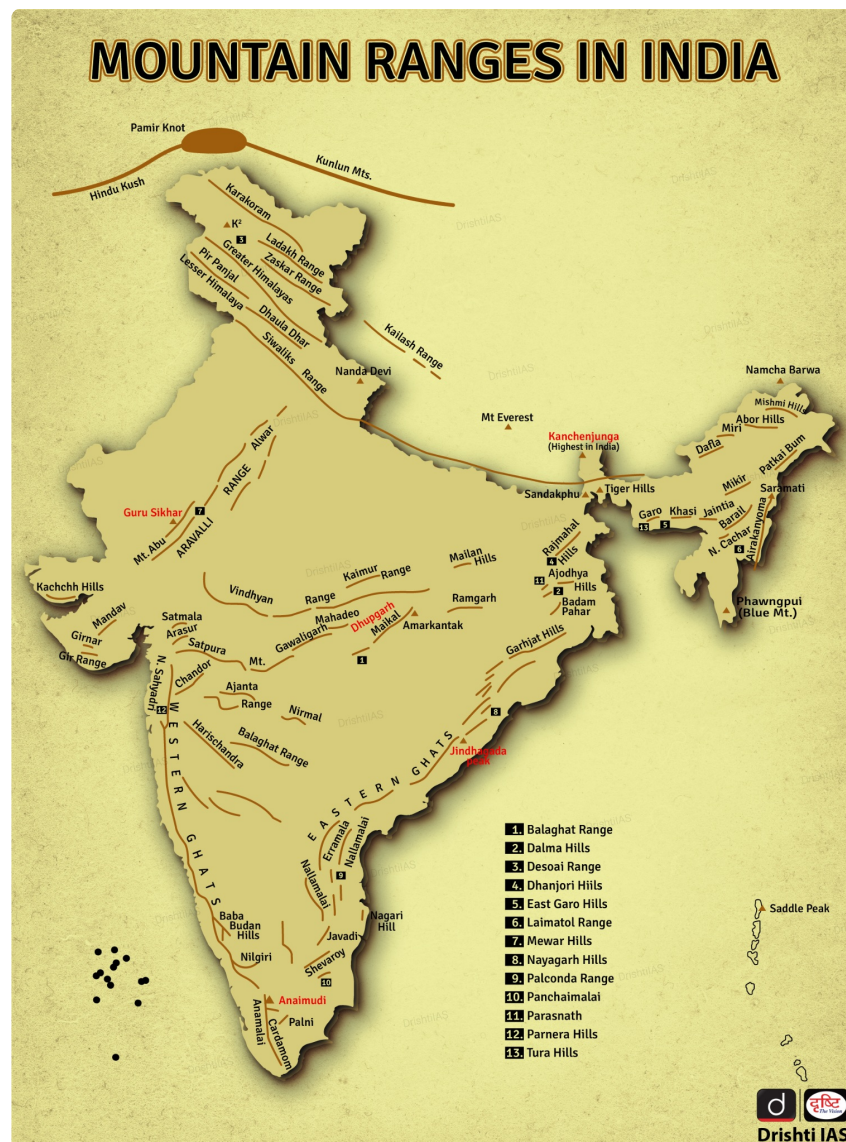 MOUNTAIN RANGES IN INDIA
Pamir Knot
Hindu Kush
Kunlun Mts.
Karakoram
K²
3
Ladakh Range
Zaskar Range
Greater Himalayas
Pir Panjal
Lesser Himalaya
Dhaula Dhar
Siwaliks Range
Kailash Range
Nanda Devi
Mt Everest
Namcha Barwa
Mishmi Hills
Abor Hills
Miri
Dafla
Patkai Bum
Kanchenjunga
(Highest in India)
Sandakphu
Tiger Hills
Mikir
Saramati
Garo
Khasi
Jaintia
13
5
Barail
N. Cachar
6
Airakanyoma
Phawngpui
(Blue Mt.)
Alwar
RANGE
ARAVALLI
Guru Sikhar
7
Mt. Abu
Kachchh Hills
Mandav
Girnar
Gir Range
Vindhyan Range
Kaimur Range
Mailan
Hills
Rajmahal
Hills
4
Ajodhya
Hills
11
2
Badam
Pahar
Ramgarh
Mahadeo
Dhupgarh
Maikal
Amarkantak
Gawaligarh
1
Satmala
Arasur
Satpura Mt.
Garhjat Hills
N. Sahyadri
Chandor
Ajanta
Range
Nirmal
12
WESTERN GHATS
Harischandra
Balaghat Range
8
Jindhagada
peak
EASTERN GHATS
Erramala
Nallamalai
Nallamalai
9
Nagari
Hill
Baba
Budan
Hills
Javadi
Shevaroy
10
Nilgiri
Anaimudi
Anamalai
Palni
Cardamom
1. Balaghat Range
2. Dalma Hills
3. Desoai Range
4. Dhanjori Hiils
5. East Garo Hills
6. Laimatol Range
7. Mewar Hills
8. Nayagarh Hills
9. Palconda Range
10. Panchaimalai
11. Parasnath
12. Parnera Hills
13. Tura Hills
Saddle Peak
d
दृष्टि
The Vision
Drishti IAS